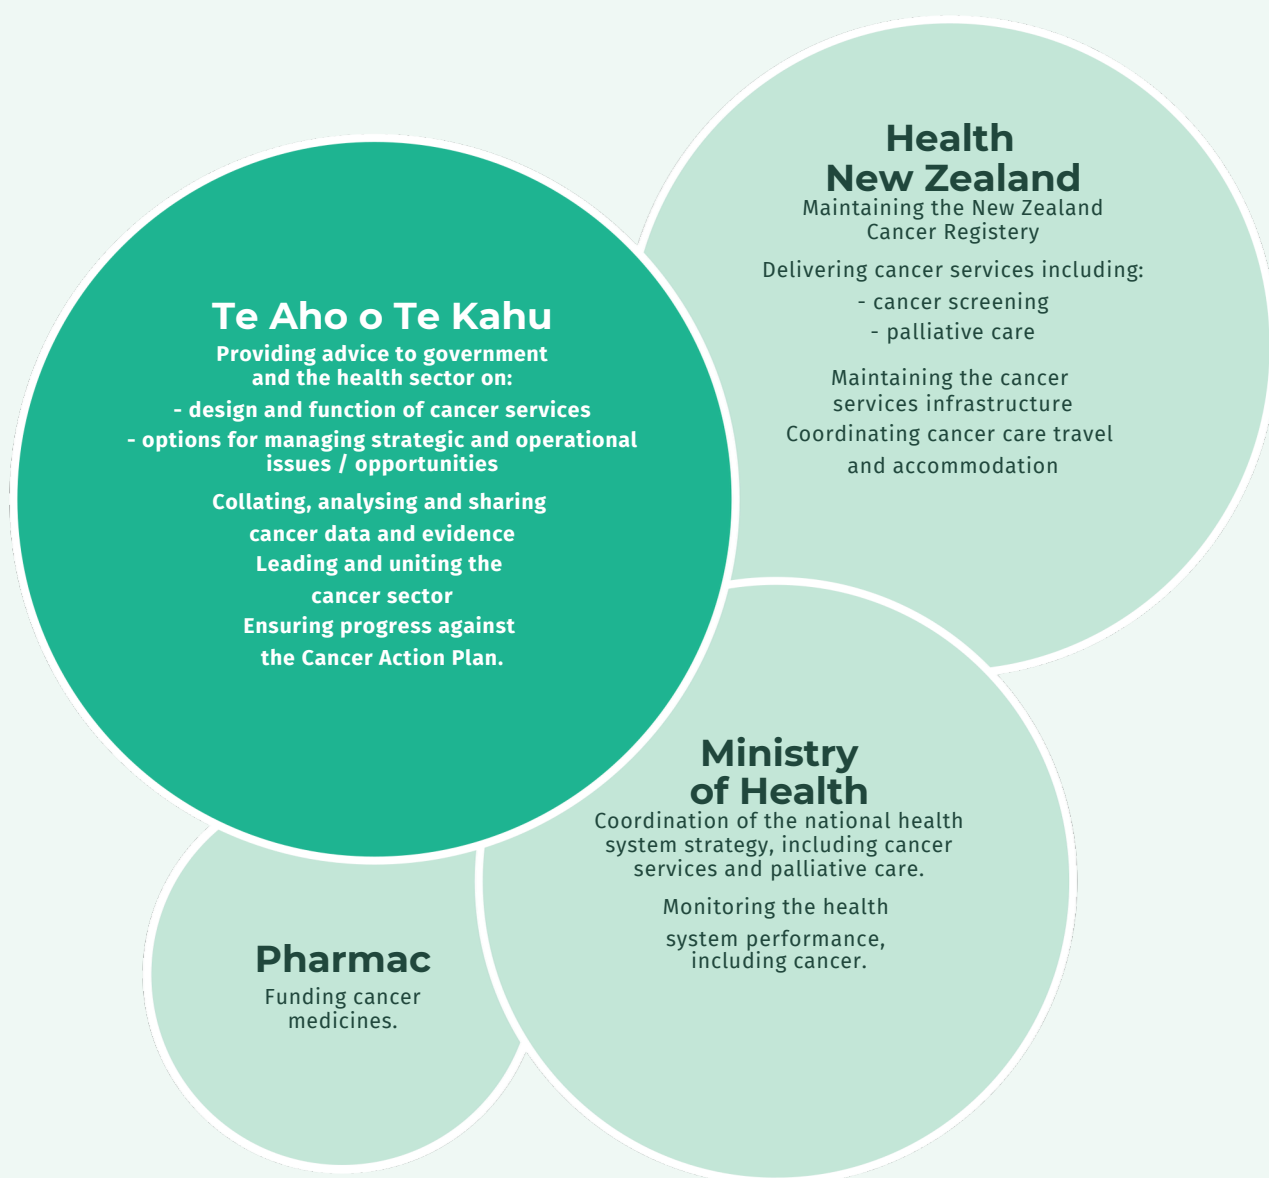 Te Aho o Te Kahu
Providing advice to government
and the health sector on:
- design and function of cancer services
- options for managing strategic and operational
issues / opportunities
Collating, analysing and sharing
cancer data and evidence
Leading and uniting the
cancer sector
Ensuring progress against
the Cancer Action Plan.
Health
New Zealand
Maintaining the New Zealand
Cancer Registery
Delivering cancer services including:
- cancer screening
- palliative care
Maintaining the cancer
services infrastructure
Coordinating cancer care travel
and accommodation
Ministry
of Health
Coordination of the national health
system strategy, including cancer
services and palliative care.
Monitoring the health
system performance,
including cancer.
Pharmac
Funding cancer
medicines.